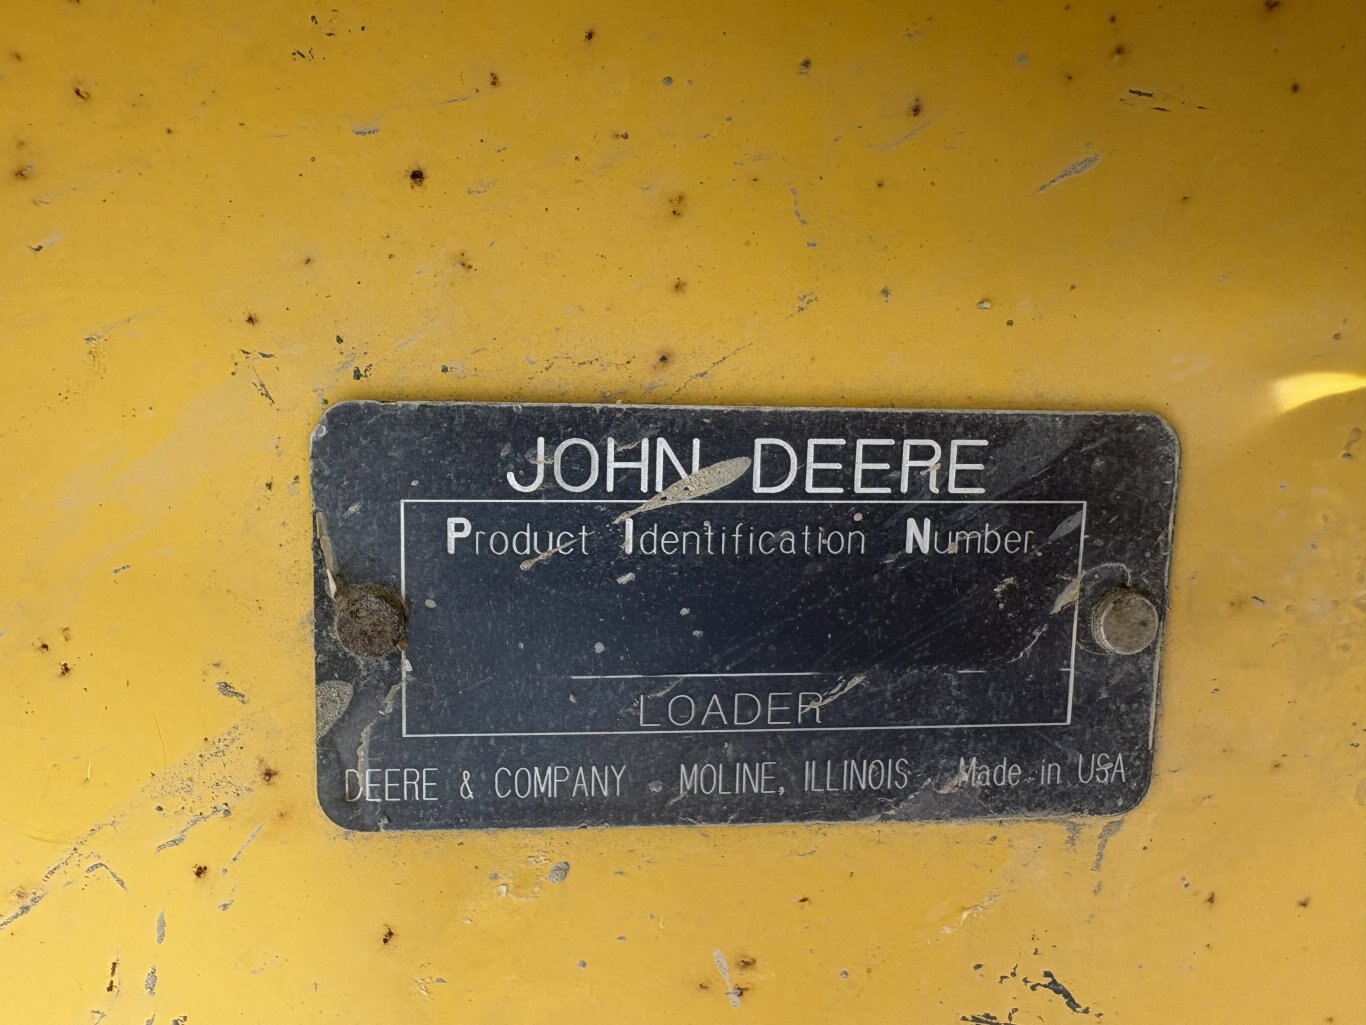 JOHN DEERE
Product Identification Number
LOADER
DEERE & COMPANY MOLINE, ILLINOIS Made in USA